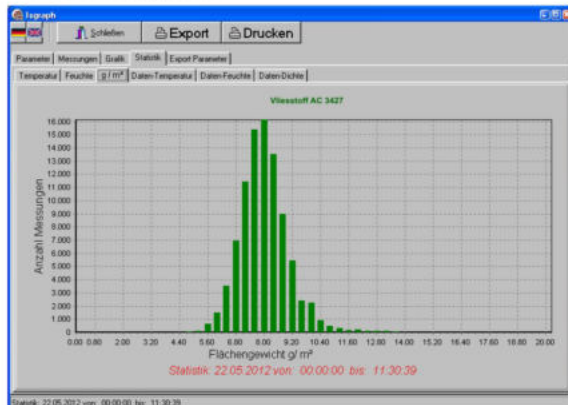 Isgraph
Schließen Export Drucken
Parameter Messungen Grafik Statistik Export Parameter
Temperatur Feuchte g / m² Daten-Temperatur Daten-Feuchte Daten-Dichte
Vliesstoff AC 3427
Anzahl Messungen
16.000
15.000
14.000
13.000
12.000
11.000
10.000
9.000
8.000
7.000
6.000
5.000
4.000
3.000
2.000
1.000
0
0.00 0.80 2.00 3.20 4.40 5.60 6.80 8.00 9.20 10.40 11.60 12.80 14.00 15.20 16.40 17.60 18.80 20.00
Flächengewicht g/ m²
Statistik: 22.05.2012 von: 00:00:00 bis: 11:30:39
Statistik: 22.05.2012 von: 00:00:00 bis: 11:30:39